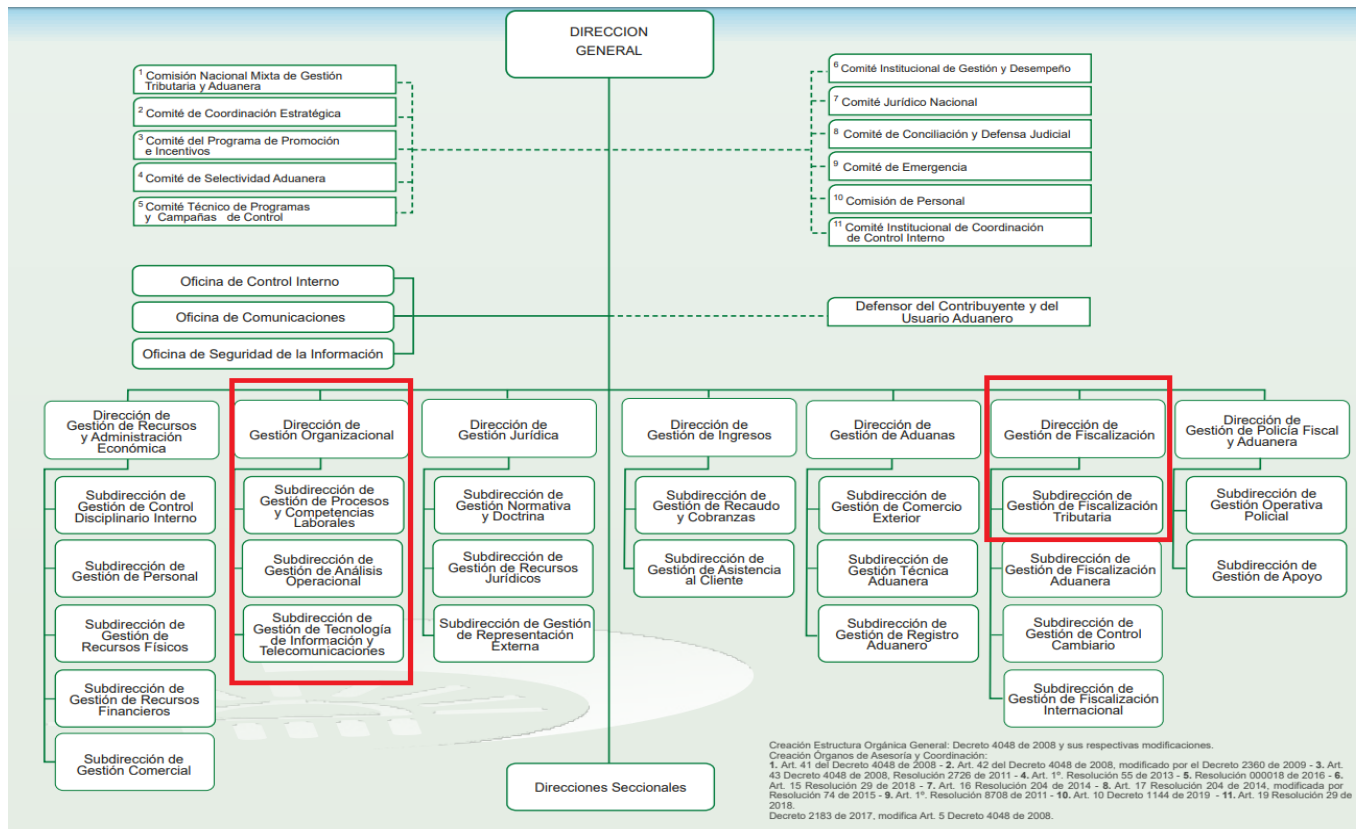 DIRECCION
GENERAL
1 Comisión Nacional Mixta de Gestión
Tributaria y Aduanera
2 Comité de Coordinación Estratégica
3 Comité del Programa de Promoción
e Incentivos
4 Comité de Selectividad Aduanera
5 Comité Técnico de Programas
y Campañas de Control
6 Comité Institucional de Gestión y Desempeño
7 Comité Jurídico Nacional
8 Comité de Conciliación y Defensa Judicial
9 Comité de Emergencia
10 Comisión de Personal
11 Comité Institucional de Coordinación
de Control Interno
Oficina de Control Interno
Oficina de Comunicaciones
Oficina de Seguridad de la Información
Defensor del Contribuyente y del
Usuario Aduanero
Dirección de
Gestión de Recursos
y Administración
Económica
Subdirección de
Gestión de Control
Disciplinario Interno
Subdirección de
Gestión de Personal
Subdirección de
Gestión de
Recursos Físicos
Subdirección de
Gestión de Recursos
Financieros
Subdirección de
Gestión Comercial
Dirección de
Gestión Organizacional
Subdirección de
Gestión de Procesos
y Competencias
Laborales
Subdirección de
Gestión de Análisis
Operacional
Subdirección de
Gestión de Tecnología
de Información y
Telecomunicaciones
Dirección de
Gestión Jurídica
Subdirección de
Gestión Normativa
y Doctrina
Subdirección de
Gestión de Recursos
Jurídicos
Subdirección de Gestión
de Representación
Externa
Dirección de
Gestión de Ingresos
Subdirección de
Gestión de Recaudo
y Cobranzas
Subdirección de
Gestión de Asistencia
al Cliente
Dirección de
Gestión de Aduanas
Subdirección de
Gestión de Comercio
Exterior
Subdirección de
Gestión Técnica
Aduanera
Subdirección de
Gestión de Registro
Aduanero
Dirección de
Gestión de Fiscalización
Subdirección de
Gestión de Fiscalización
Tributaria
Subdirección de
Gestión de Fiscalización
Aduanera
Subdirección de
Gestión de Control
Cambiario
Subdirección de
Gestión de Fiscalización
Internacional
Dirección de
Gestión de Policía Fiscal
y Aduanera
Subdirección de
Gestión Operativa
Policial
Subdirección de
Gestión de Apoyo
Direcciones Seccionales
Creación Estructura Orgánica General: Decreto 4048 de 2008 y sus respectivas modificaciones.
Creación Órganos de Asesoría y Coordinación:
1. Art. 41 del Decreto 4048 de 2008 - 2. Art. 42 del Decreto 4048 de 2008, modificado por el Decreto 2360 de 2009 - 3. Art.
43 Decreto 4048 de 2008, Resolución 2726 de 2011 - 4. Art. 1º. Resolución 55 de 2013 - 5. Resolución 000018 de 2016 - 6.
Art. 15 Resolución 29 de 2018 - 7. Art. 16 Resolución 204 de 2014 - 8. Art. 17 Resolución 204 de 2014, modificada por
Resolución 74 de 2015 - 9. Art. 1º. Resolución 8708 de 2011 - 10. Art. 10 Decreto 1144 de 2019 - 11. Art. 19 Resolución 29 de
2018.
Decreto 2183 de 2017, modifica Art. 5 Decreto 4048 de 2008.